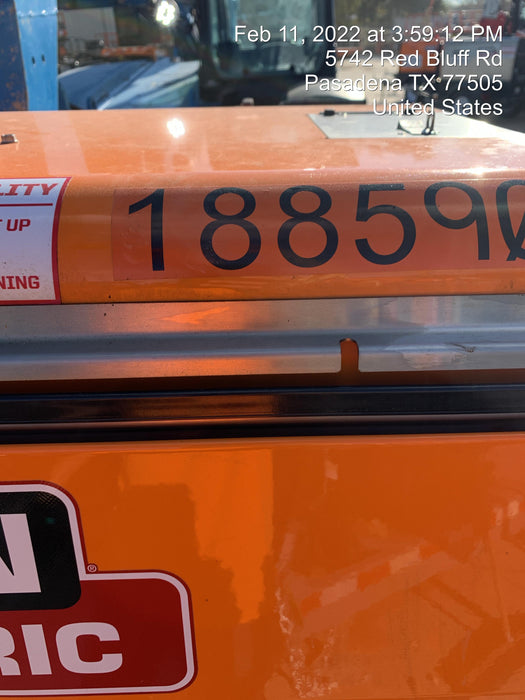 Feb 11, 2022 at 3:59:12 PM
5742 Red Bluff Rd
Pasadena TX 77505
United States
LITY
UP
NING
18859
N
®
RIC